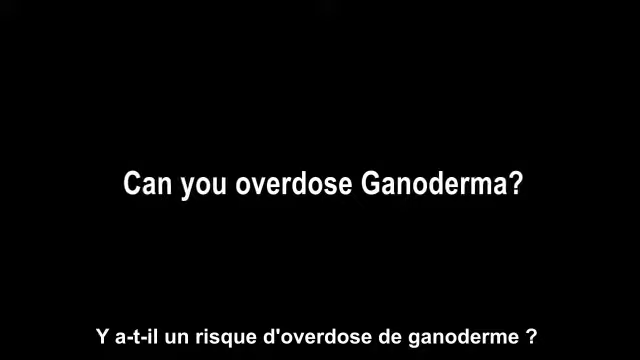 Can you overdose Ganoderma?
Y a-t-il un risque d'overdose de ganoderme ?